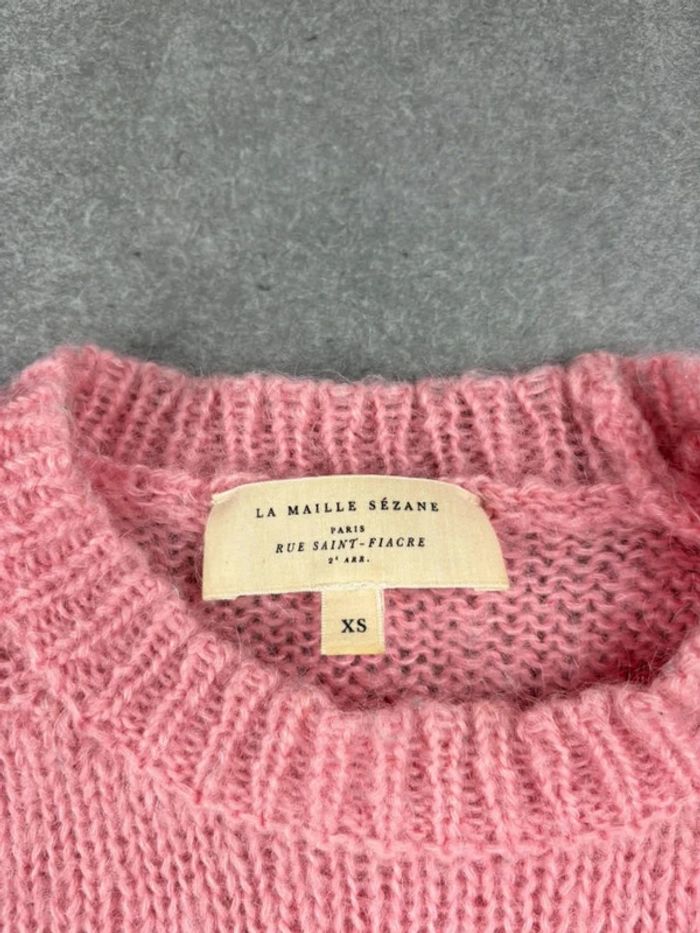 LA MAILLE SÉZANE
PARIS
RUE SAINT-FIACRE
2ᵉ ARR.
XS